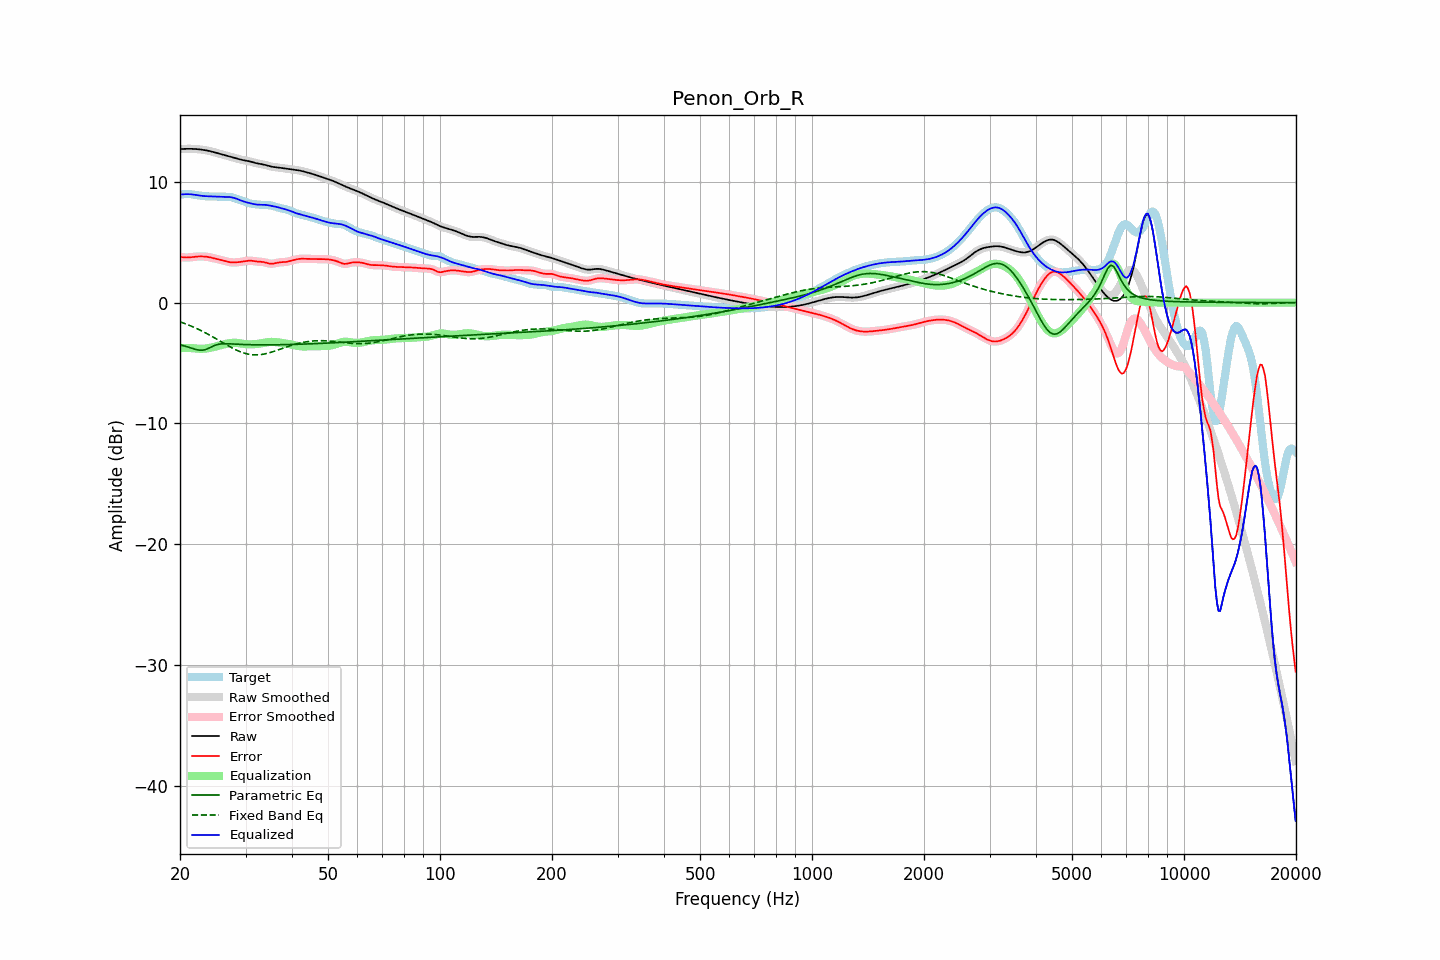 Penon_Orb_R
Amplitude (dBr)
10
0
−10
−20
−30
−40
Target
Raw Smoothed
Error Smoothed
Raw
Error
Equalization
Parametric Eq
Fixed Band Eq
Equalized
20 50 100 200 500 1000 2000 5000 10000 20000
Frequency (Hz)